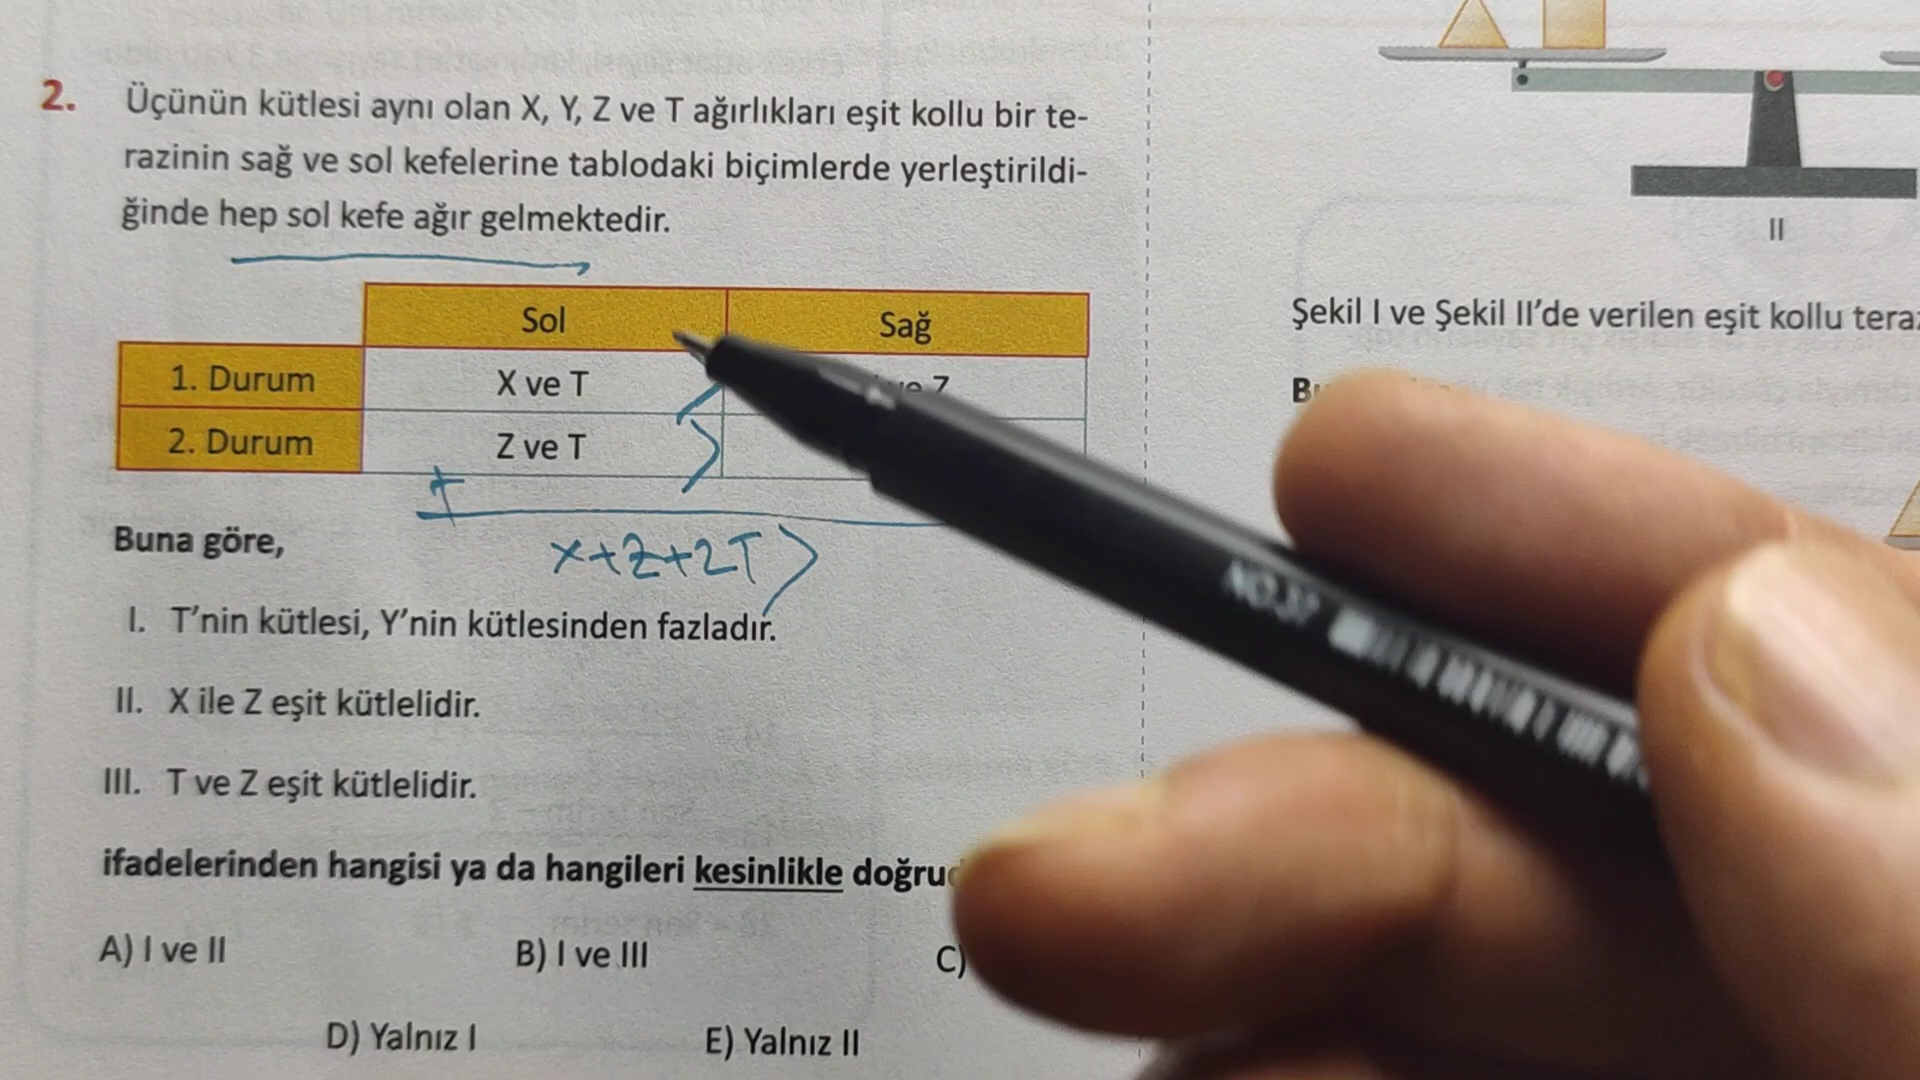 2. Üçünün kütlesi aynı olan X, Y, Z ve T ağırlıkları eşit kollu bir te-
razinin sağ ve sol kefelerine tablodaki biçimlerde yerleştirildi-
ğinde hep sol kefe ağır gelmektedir.
Sol Sağ
1. Durum X ve T Z
2. Durum Z ve T
+
X+Z+2T >
Buna göre,
I. T'nin kütlesi, Y'nin kütlesinden fazladır.
II. X ile Z eşit kütlelidir.
III. T ve Z eşit kütlelidir.
ifadelerinden hangisi ya da hangileri kesinlikle
A) I ve II B) I ve III C)
D) Yalnız I E) Yalnız II
II
Şekil I ve Şekil II'de verilen eşit kollu
NO.37